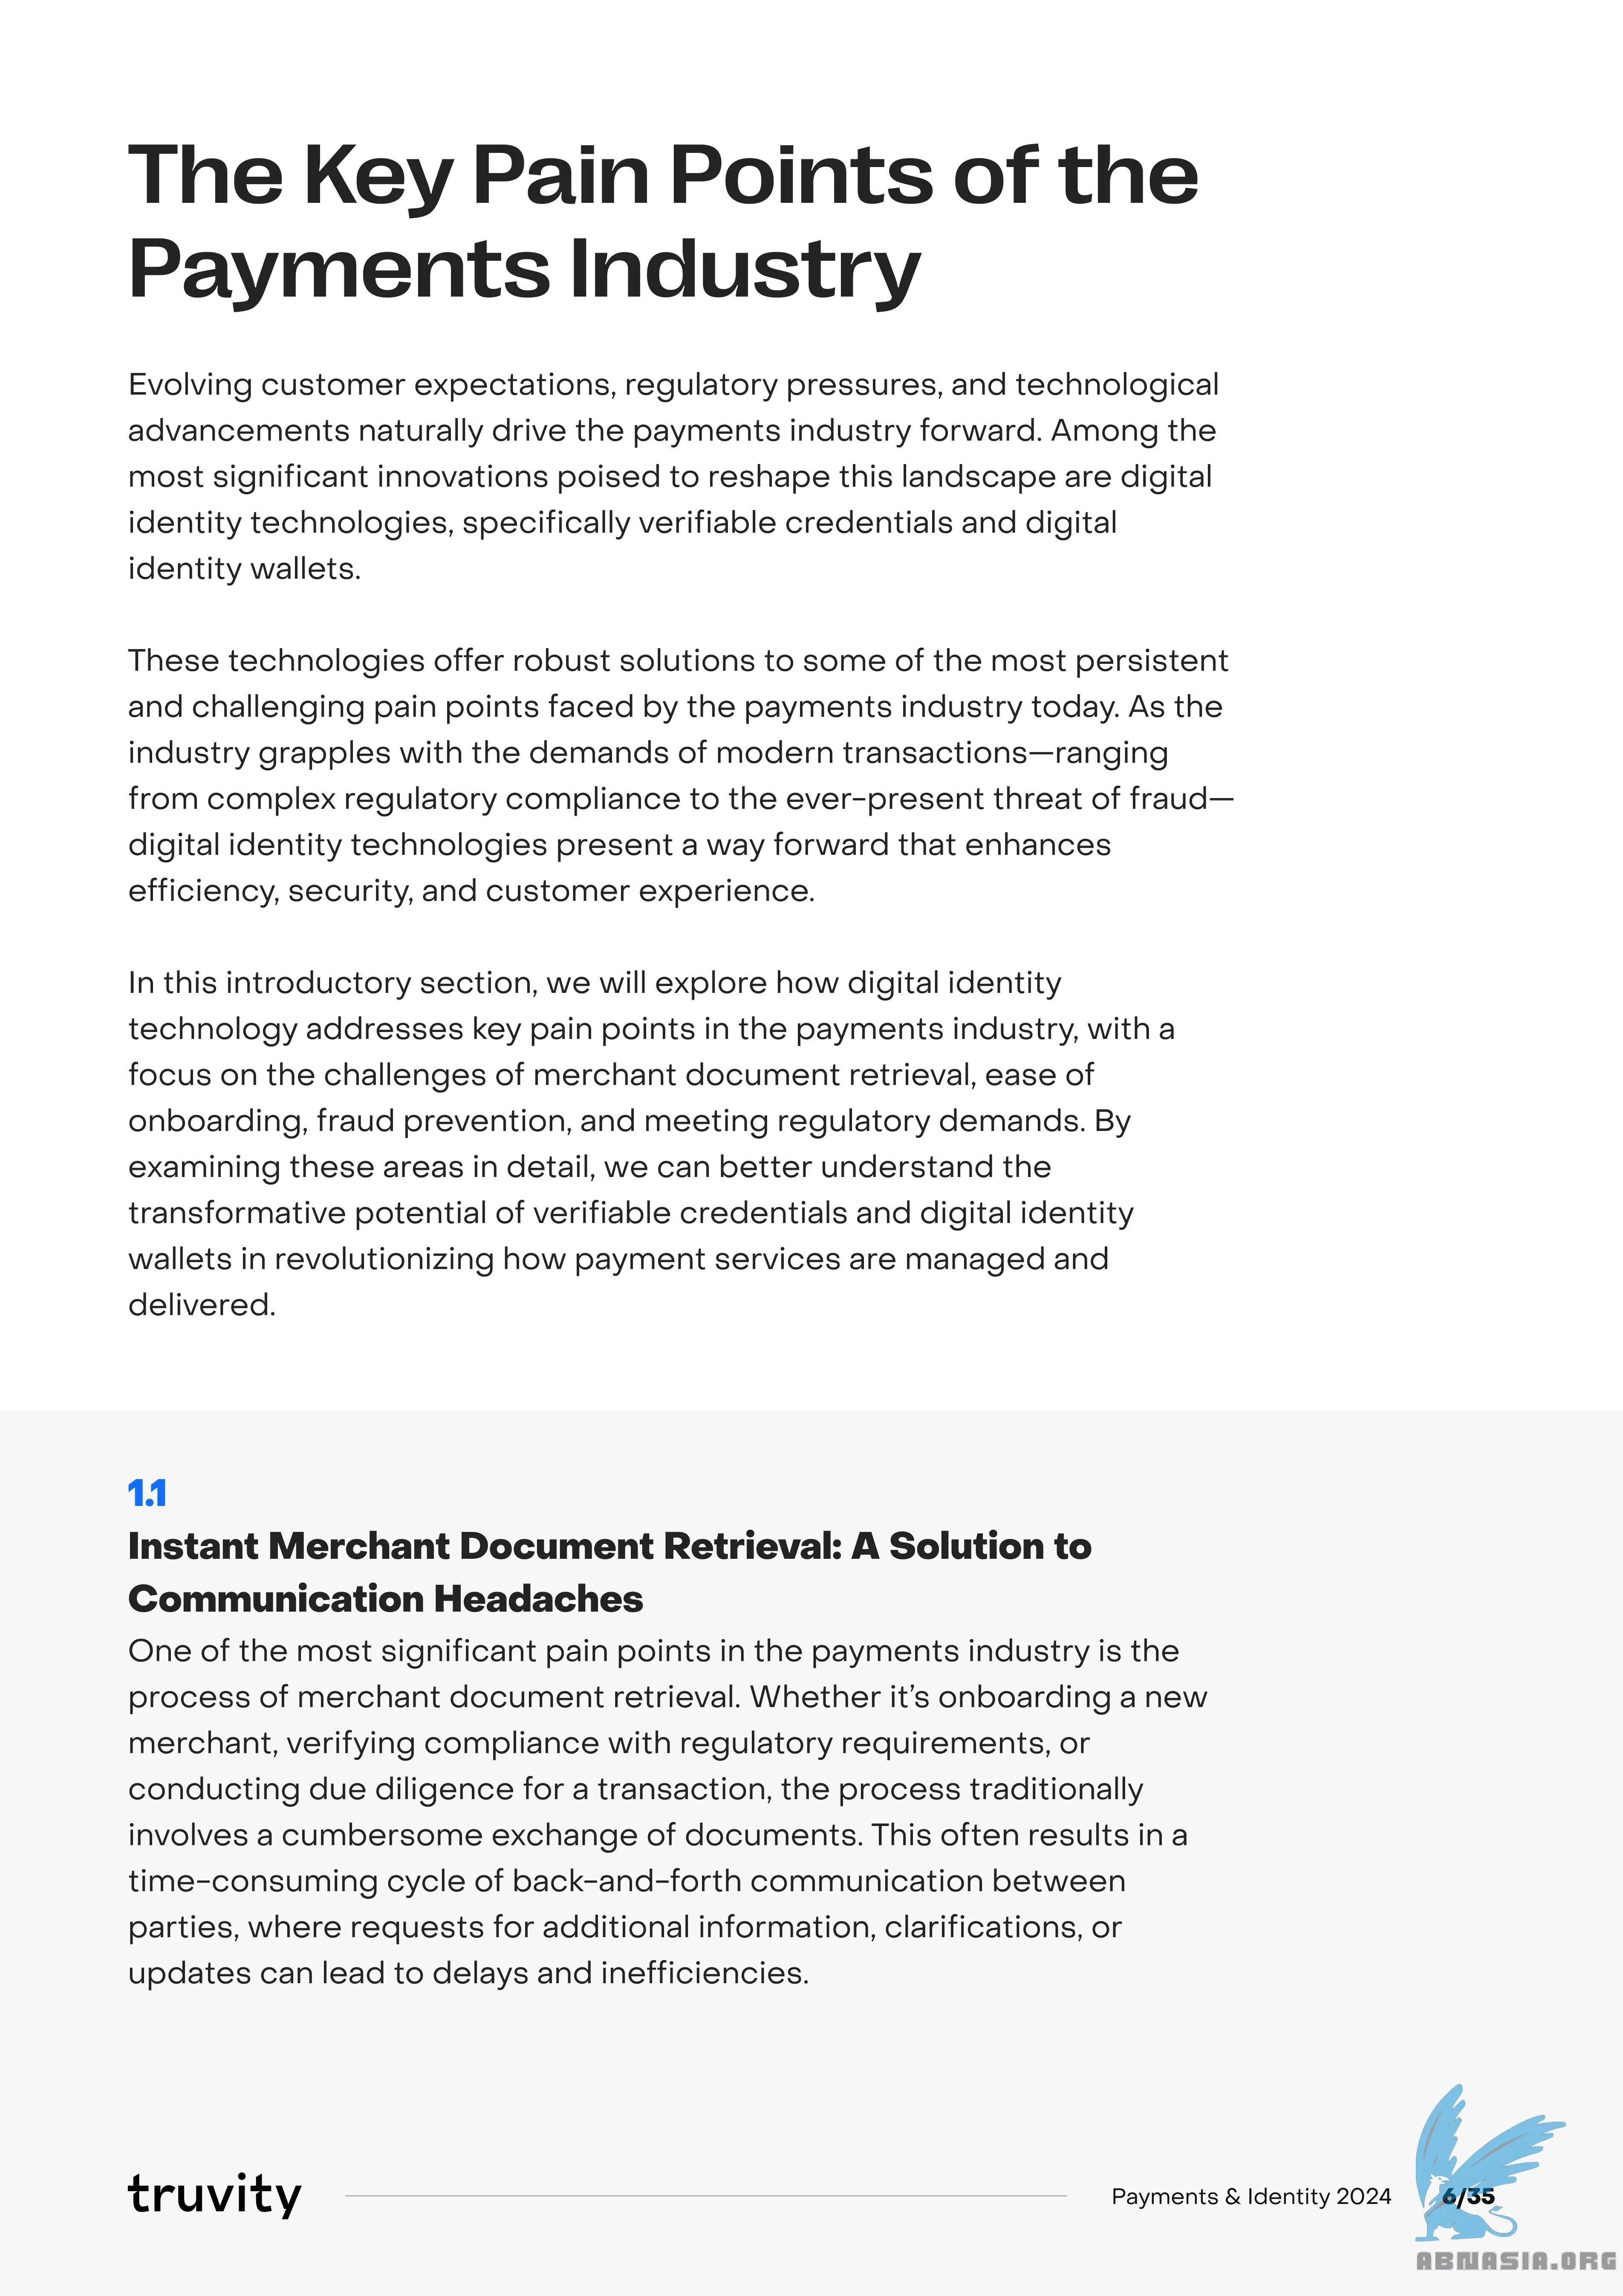 The Key Pain Points of the
Payments Industry
Evolving customer expectations, regulatory pressures, and technological
advancements naturally drive the payments industry forward. Among the
most significant innovations poised to reshape this landscape are digital
identity technologies, specifically verifiable credentials and digital
identity wallets.
These technologies offer robust solutions to some of the most persistent
and challenging pain points faced by the payments industry today. As the
industry grapples with the demands of modern transactions—ranging
from complex regulatory compliance to the ever-present threat of fraud—
digital identity technologies present a way forward that enhances
efficiency, security, and customer experience.
In this introductory section, we will explore how digital identity
technology addresses key pain points in the payments industry, with a
focus on the challenges of merchant document retrieval, ease of
onboarding, fraud prevention, and meeting regulatory demands. By
examining these areas in detail, we can better understand the
transformative potential of verifiable credentials and digital identity
wallets in revolutionizing how payment services are managed and
delivered.
1.1
Instant Merchant Document Retrieval: A Solution to
Communication Headaches
One of the most significant pain points in the payments industry is the
process of merchant document retrieval. Whether it’s onboarding a new
merchant, verifying compliance with regulatory requirements, or
conducting due diligence for a transaction, the process traditionally
involves a cumbersome exchange of documents. This often results in a
time-consuming cycle of back-and-forth communication between
parties, where requests for additional information, clarifications, or
updates can lead to delays and inefficiencies.
truvity
Payments & Identity 2024
6/35
ABNASIA.ORG